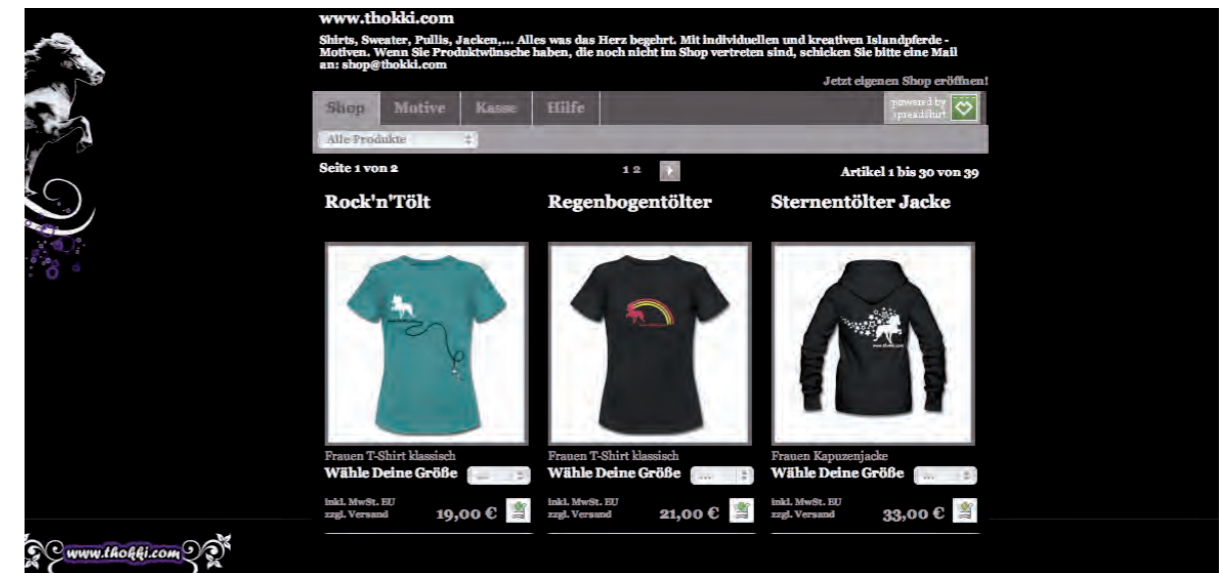 www.thokki.com
Shirts, Sweater, Pullis, Jacken,... Alles was das Herz begehrt. Mit individuellen und kreativen Islandpferde -
Motiven. Wenn Sie Produktwünsche haben, die noch nicht im Shop vertreten sind, schicken Sie bitte eine Mail
an: shop@thokki.com
Jetzt eigenen Shop eröffnen!
Shop Motive Kasse Hilfe
powered by
spreadshirt
Alle Produkte
Seite 1 von 2
1 2
Artikel 1 bis 30 von 39
Rock'n'Tölt Regenbogentölter Sternentölter Jacke
www.thokki.com
Frauen T-Shirt klassisch Frauen T-Shirt klassisch Frauen Kapuzenjacke
Wähle Deine Größe ... Wähle Deine Größe ... Wähle Deine Größe ...
inkl. MwSt. EU inkl. MwSt. EU inkl. MwSt. EU
zzgl. Versand 19,00 € zzgl. Versand 21,00 € zzgl. Versand 33,00 €
www.thokki.com